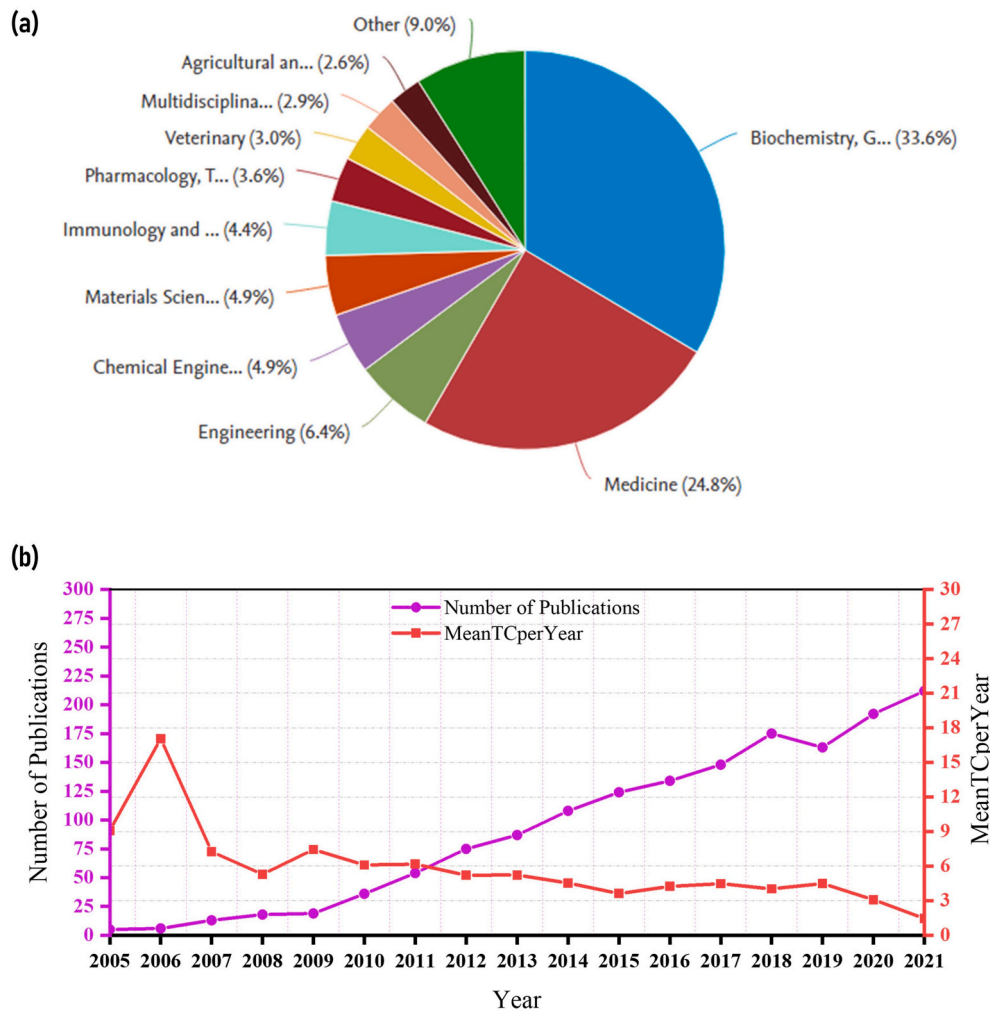 (a)
Other (9.0%)
Agricultural an... (2.6%)
Multidisciplina... (2.9%)
Veterinary (3.0%)
Pharmacology, T... (3.6%)
Immunology and ... (4.4%)
Materials Scien... (4.9%)
Chemical Engine... (4.9%)
Engineering (6.4%)
Biochemistry, G... (33.6%)
Medicine (24.8%)
(b)
Number of Publications
300
275
250
225
200
175
150
125
100
75
50
25
0
Number of Publications
MeanTCperYear
30
27
24
21
18
15
12
9
6
3
0
MeanTCperYear
2005 2006 2007 2008 2009 2010 2011 2012 2013 2014 2015 2016 2017 2018 2019 2020 2021
Year